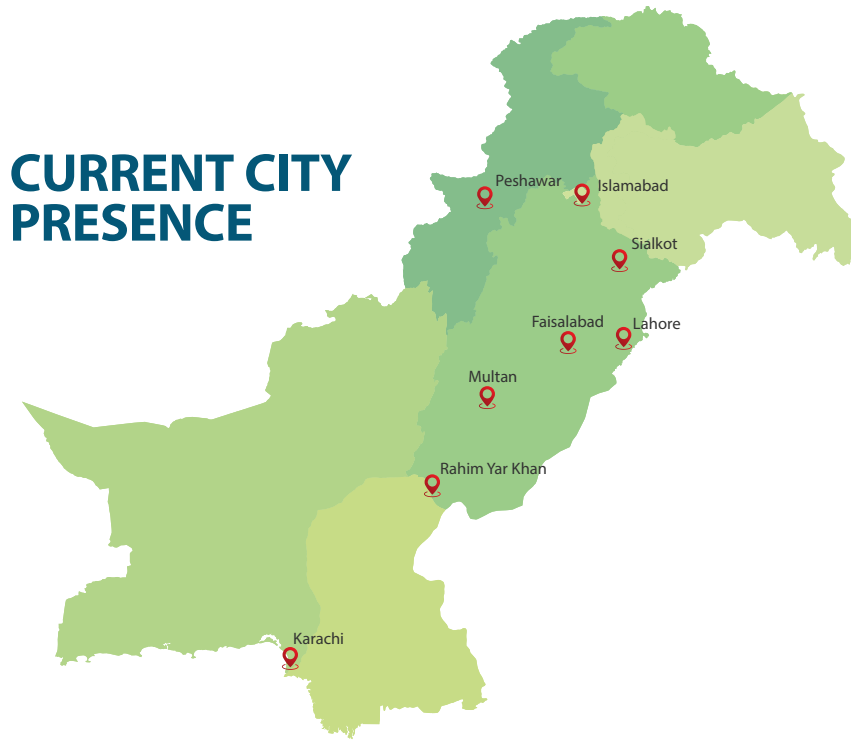 CURRENT CITY
PRESENCE
Peshawar
Islamabad
Sialkot
Faisalabad
Lahore
Multan
Rahim Yar Khan
Karachi